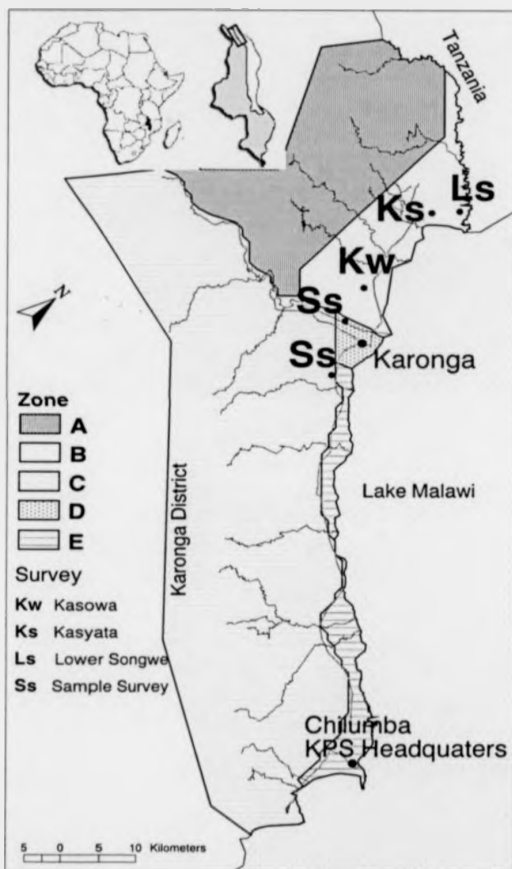 Tanzania
Ls
Ks
Kw
Ss
Ss
Karonga
N
Zone
A
B
C
D
E
Karonga District
Lake Malawi
Survey
Kw Kasowa
Ks Kasyata
Ls Lower Songwe
Ss Sample Survey
Chilumba
KPS Headquaters
5 0 5 10 Kilometers